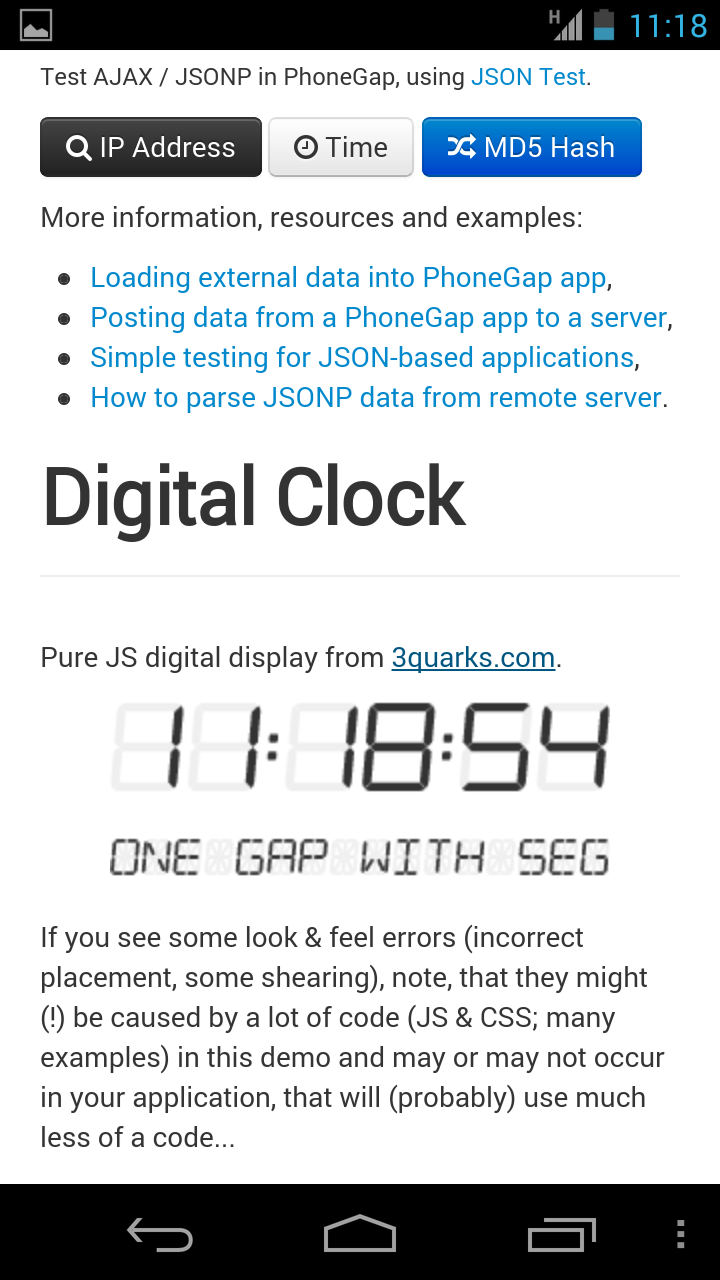 H 11:18
Test AJAX / JSONP in PhoneGap, using JSON Test.
IP Address Time MD5 Hash
More information, resources and examples:
Loading external data into PhoneGap app,
Posting data from a PhoneGap app to a server,
Simple testing for JSON-based applications,
How to parse JSONP data from remote server.
Digital Clock
Pure JS digital display from 3quarks.com.
11:18:54
ONE GAP WITH SEG
If you see some look & feel errors (incorrect
placement, some shearing), note, that they might
(!) be caused by a lot of code (JS & CSS; many
examples) in this demo and may or may not occur
in your application, that will (probably) use much
less of a code...